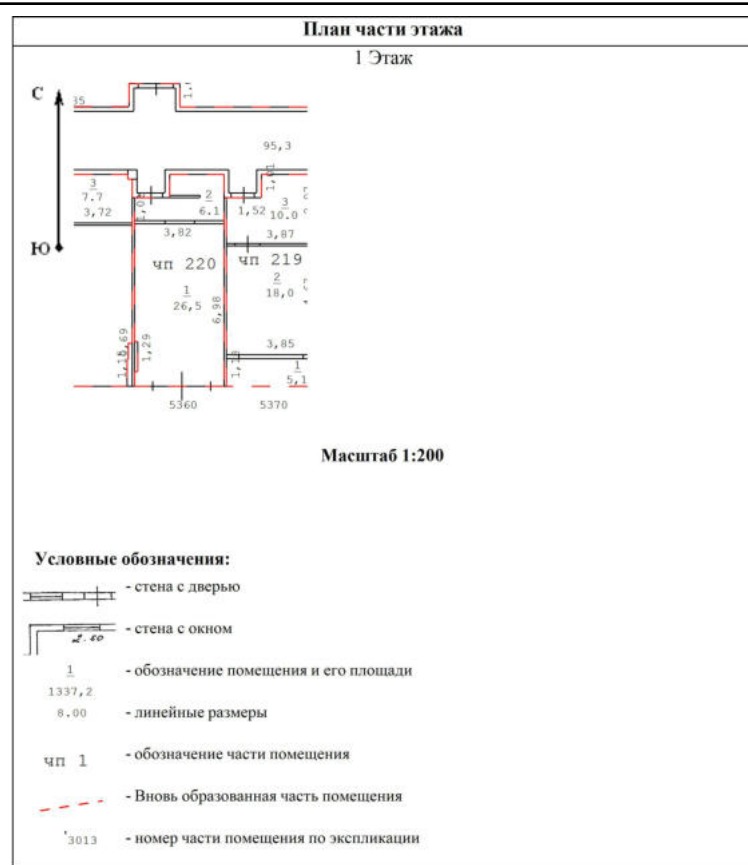 План части этажа
1 Этаж
С
95,3
3
7.7
3,72
2
6.1
1,52
3
10.0
1,01
3,82
3,87
Ю
чп 220
чп 219
1
26,5
2
18,0
6,98
1,29
3,85
1
5,1
5360
5370
Масштаб 1:200
Условные обозначения:
- стена с дверью
2.80
- стена с окном
1
1337,2
- обозначение помещения и его площади
8.00
- линейные размеры
чп 1
- обозначение части помещения
- Вновь образованная часть помещения
'3013
- номер части помещения по экспликации